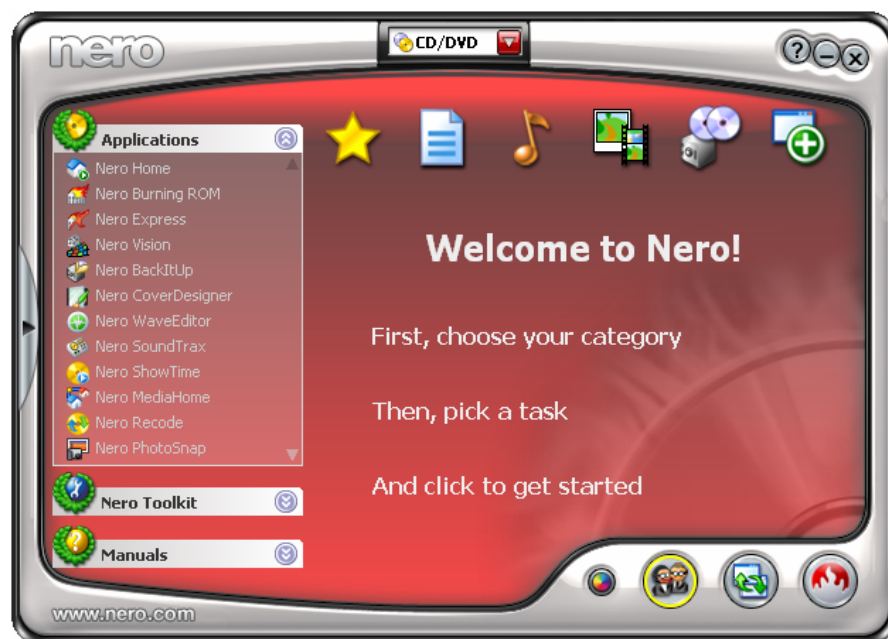 nero
CD/DVD
Applications
Nero Home
Nero Burning ROM
Nero Express
Nero Vision
Nero BackItUp
Nero CoverDesigner
Nero WaveEditor
Nero SoundTrax
Nero ShowTime
Nero MediaHome
Nero Recode
Nero PhotoSnap
Nero Toolkit
Manuals
Welcome to Nero!
First, choose your category
Then, pick a task
And click to get started
www.nero.com